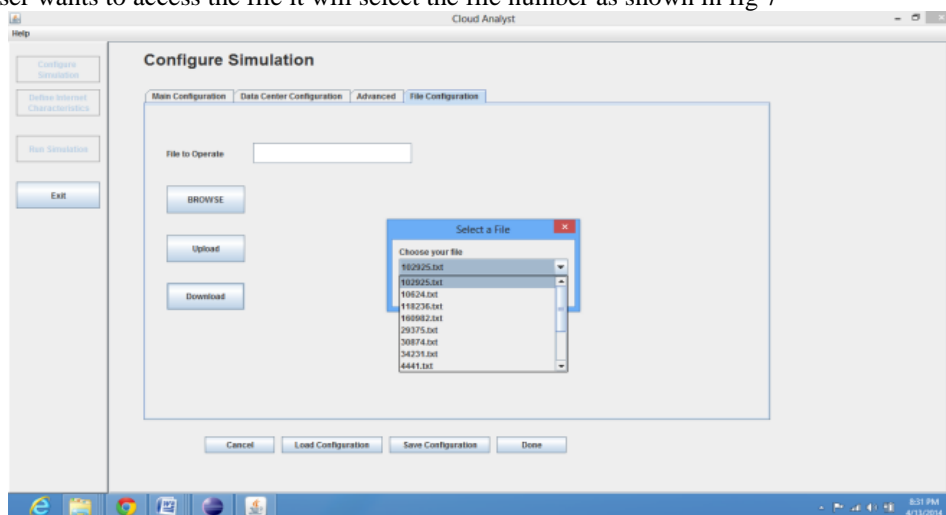 ser wants to access the file it will select the file number as shown in fig 7
Cloud Analyst
Help
Configure
Simulation
Define Internet
Characteristics
Run Simulation
Exit
Configure Simulation
Main Configuration Data Center Configuration Advanced File Configuration
File to Operate
BROWSE
Upload
Download
Select a File
Choose your file
102925.txt
102925.txt
10624.txt
118236.txt
160982.txt
29375.txt
30874.txt
34231.txt
4441.txt
Cancel Load Configuration Save Configuration Done
8:31 PM
4/13/2014